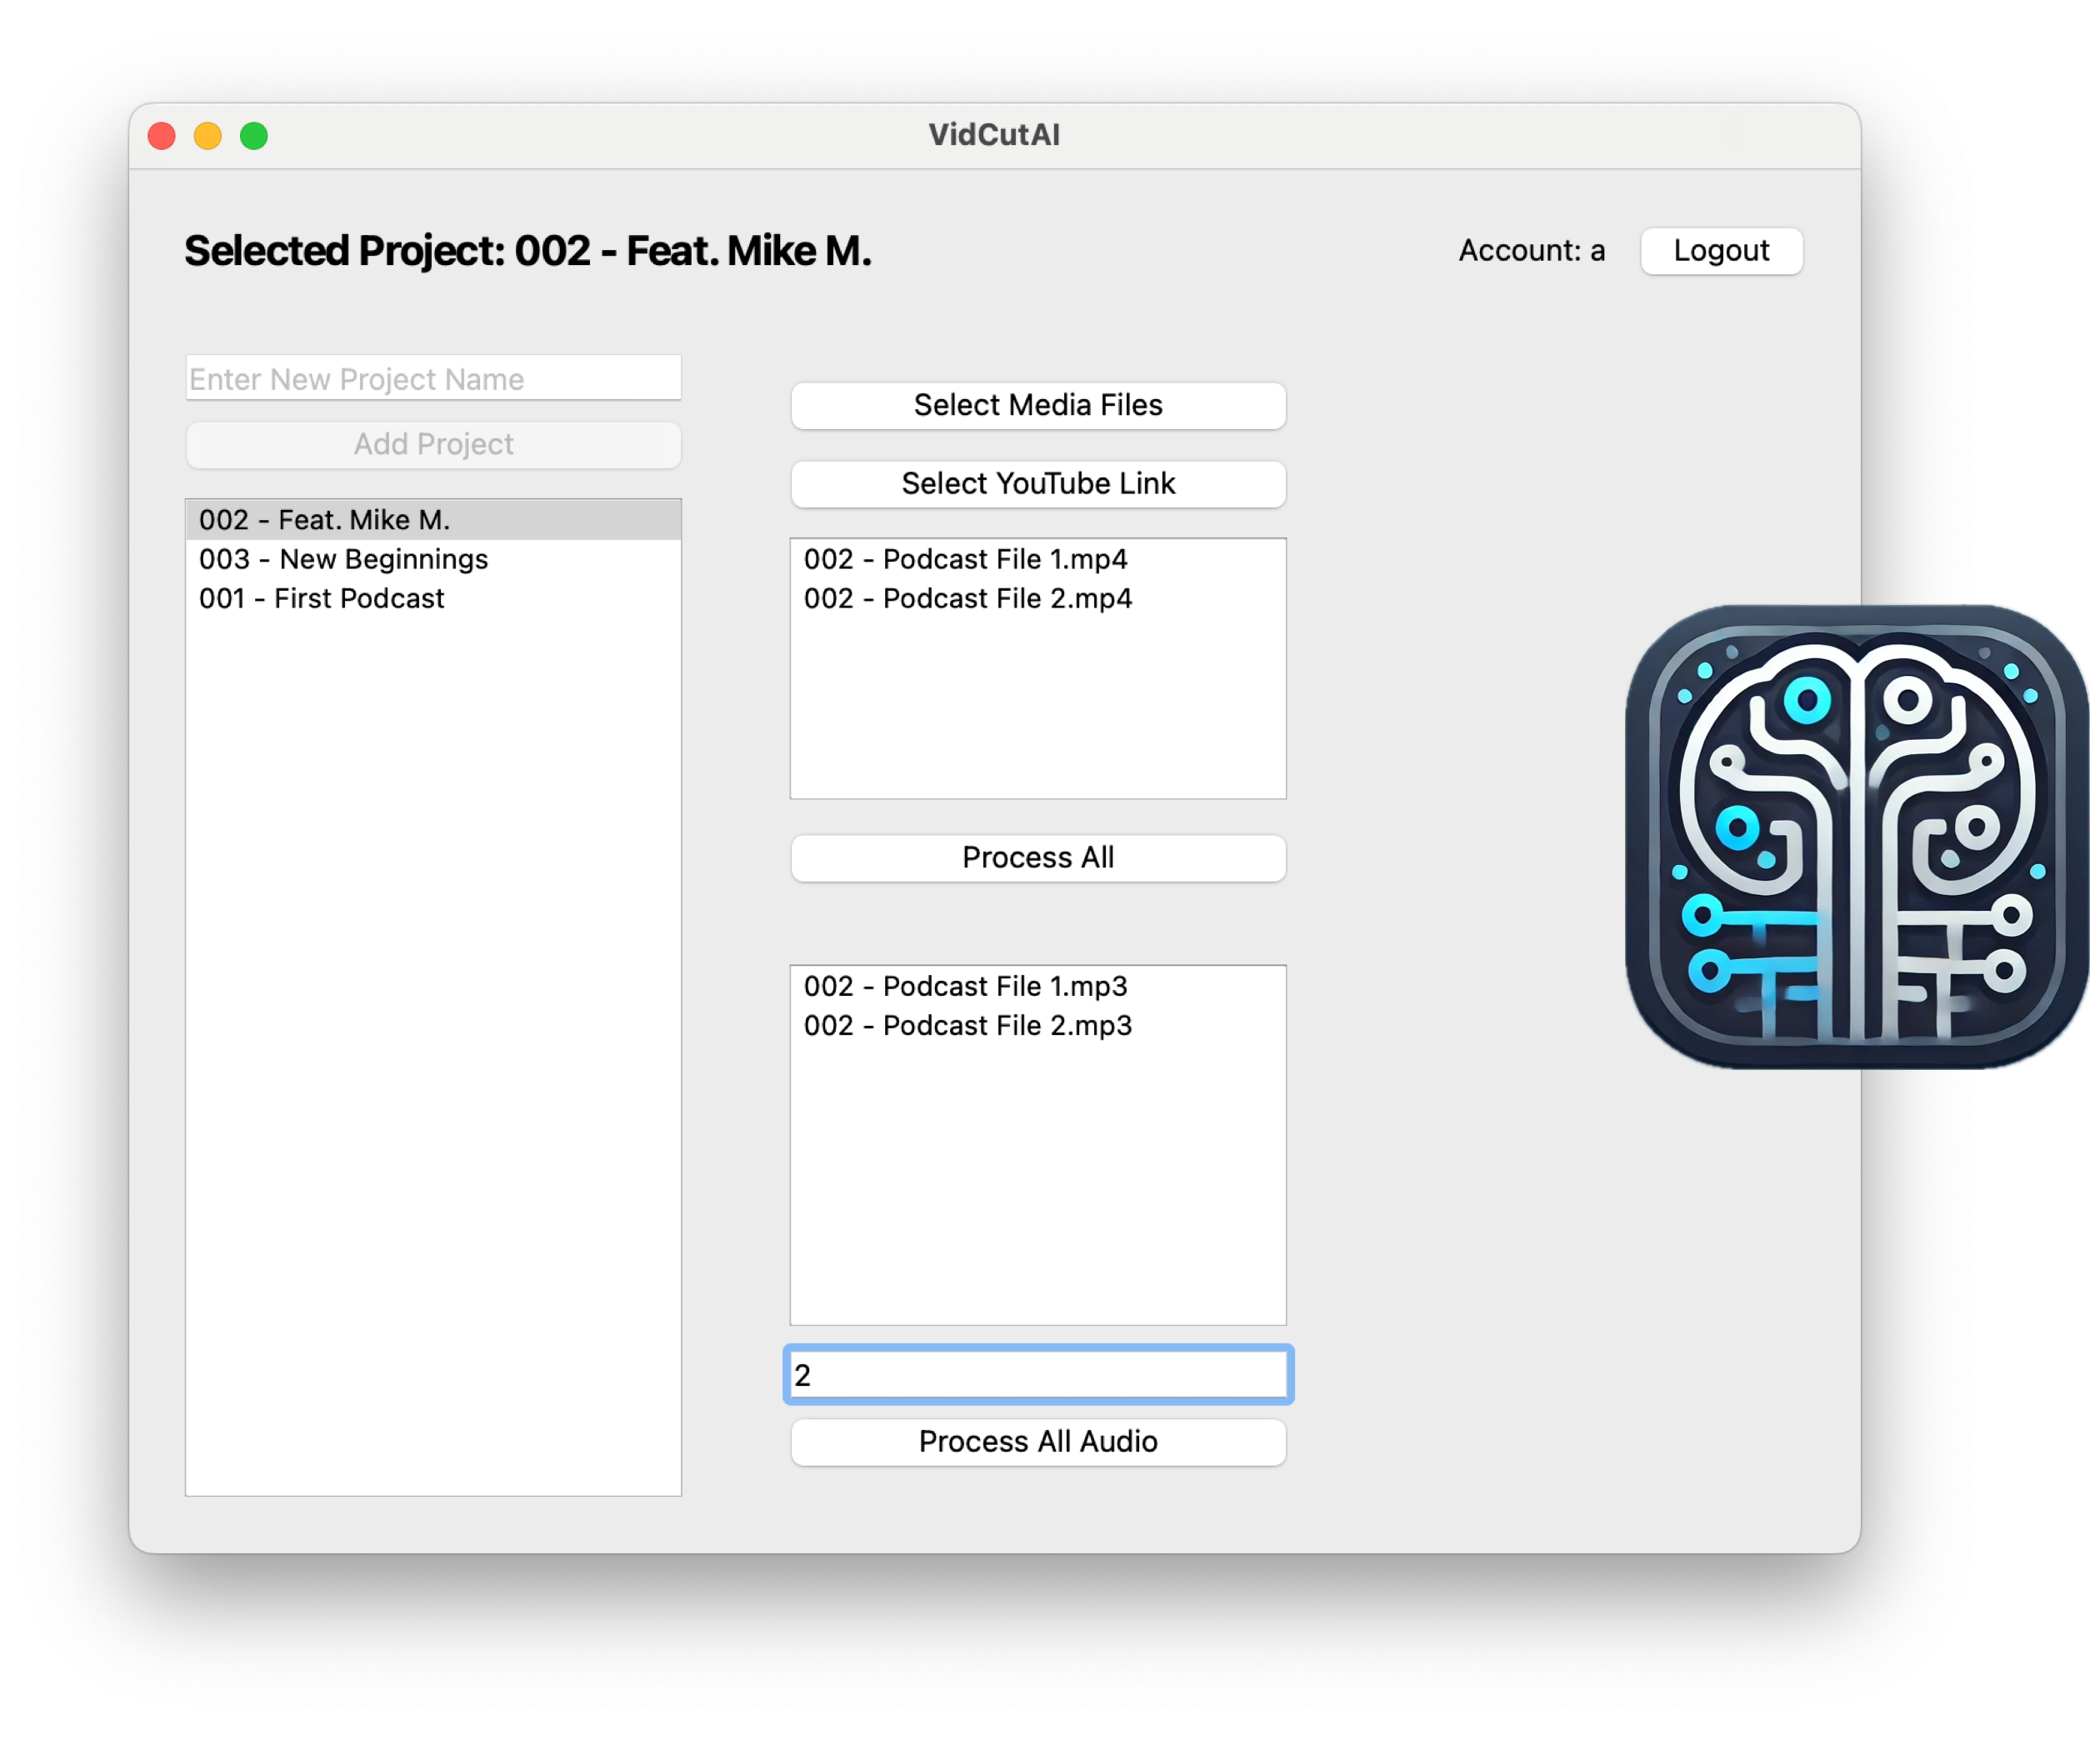 VidCutAI
Selected Project: 002 - Feat. Mike M.
Account: a
Logout
Enter New Project Name
Add Project
002 - Feat. Mike M.
003 - New Beginnings
001 - First Podcast
Select Media Files
Select YouTube Link
002 - Podcast File 1.mp4
002 - Podcast File 2.mp4
Process All
002 - Podcast File 1.mp3
002 - Podcast File 2.mp3
2
Process All Audio